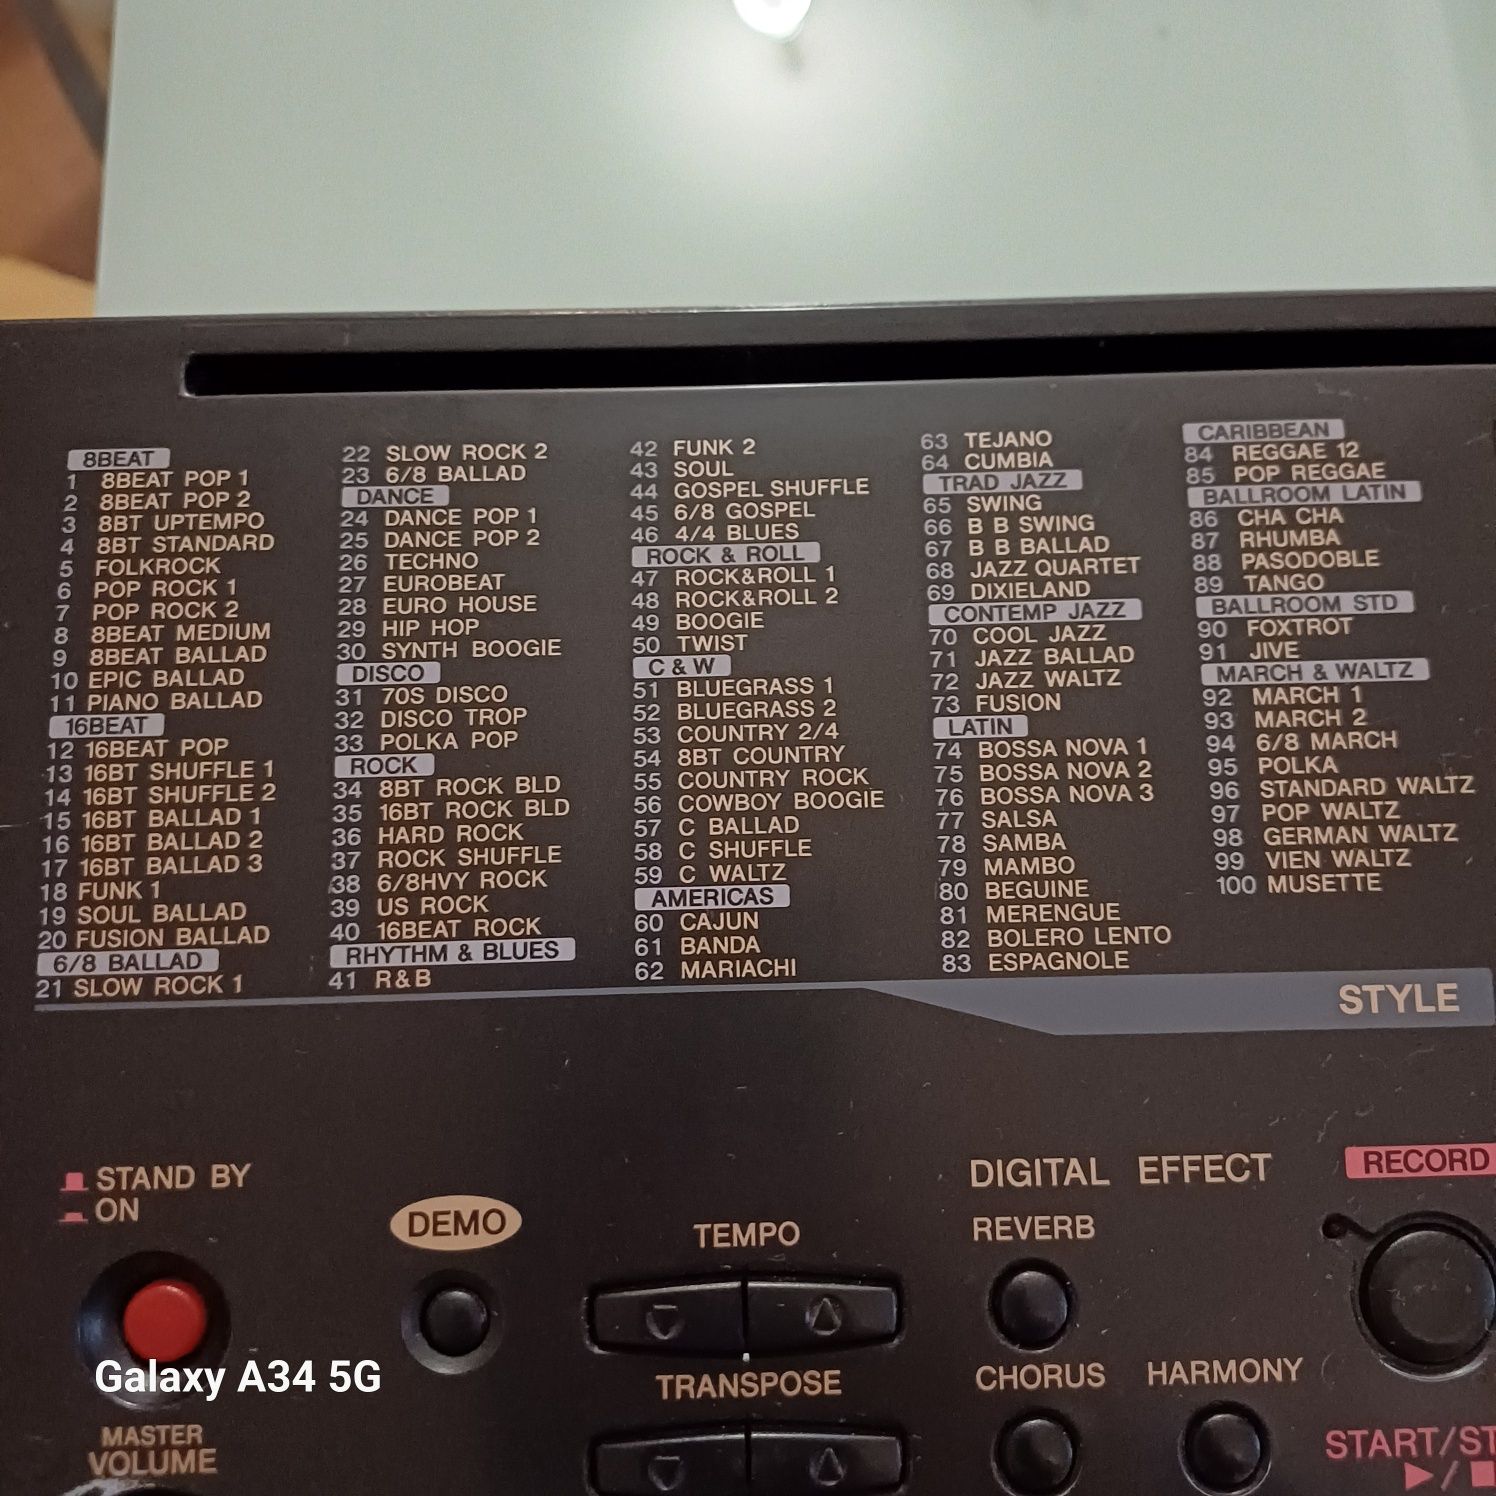 8BEAT
1 8BEAT POP 1
2 8BEAT POP 2
3 8BT UPTEMPO
4 8BT STANDARD
5 FOLKROCK
6 POP ROCK 1
7 POP ROCK 2
8 8BEAT MEDIUM
9 8BEAT BALLAD
10 EPIC BALLAD
11 PIANO BALLAD
16BEAT
12 16BEAT POP
13 16BT SHUFFLE 1
14 16BT SHUFFLE 2
15 16BT BALLAD 1
16 16BT BALLAD 2
17 16BT BALLAD 3
18 FUNK 1
19 SOUL BALLAD
20 FUSION BALLAD
6/8 BALLAD
21 SLOW ROCK 1
22 SLOW ROCK 2
23 6/8 BALLAD
DANCE
24 DANCE POP 1
25 DANCE POP 2
26 TECHNO
27 EUROBEAT
28 EURO HOUSE
29 HIP HOP
30 SYNTH BOOGIE
DISCO
31 70S DISCO
32 DISCO TROP
33 POLKA POP
ROCK
34 8BT ROCK BLD
35 16BT ROCK BLD
36 HARD ROCK
37 ROCK SHUFFLE
38 6/8HVY ROCK
39 US ROCK
40 16BEAT ROCK
RHYTHM & BLUES
41 R&B
42 FUNK 2
43 SOUL
44 GOSPEL SHUFFLE
45 6/8 GOSPEL
46 4/4 BLUES
ROCK & ROLL
47 ROCK&ROLL 1
48 ROCK&ROLL 2
49 BOOGIE
50 TWIST
C & W
51 BLUEGRASS 1
52 BLUEGRASS 2
53 COUNTRY 2/4
54 8BT COUNTRY
55 COUNTRY ROCK
56 COWBOY BOOGIE
57 C BALLAD
58 C SHUFFLE
59 C WALTZ
AMERICAS
60 CAJUN
61 BANDA
62 MARIACHI
63 TEJANO
64 CUMBIA
TRAD JAZZ
65 SWING
66 B B SWING
67 B B BALLAD
68 JAZZ QUARTET
69 DIXIELAND
CONTEMP JAZZ
70 COOL JAZZ
71 JAZZ BALLAD
72 JAZZ WALTZ
73 FUSION
LATIN
74 BOSSA NOVA 1
75 BOSSA NOVA 2
76 BOSSA NOVA 3
77 SALSA
78 SAMBA
79 MAMBO
80 BEGUINE
81 MERENGUE
82 BOLERO LENTO
83 ESPAGNOLE
CARIBBEAN
84 REGGAE 12
85 POP REGGAE
BALLROOM LATIN
86 CHA CHA
87 RHUMBA
88 PASODOBLE
89 TANGO
BALLROOM STD
90 FOXTROT
91 JIVE
MARCH & WALTZ
92 MARCH 1
93 MARCH 2
94 6/8 MARCH
95 POLKA
96 STANDARD WALTZ
97 POP WALTZ
98 GERMAN WALTZ
99 VIEN WALTZ
100 MUSETTE
STYLE
STAND BY
ON
DEMO
TEMPO
DIGITAL EFFECT
REVERB
RECORD
TRANSPOSE
CHORUS
HARMONY
Galaxy A34 5G
MASTER
VOLUME
START/ST